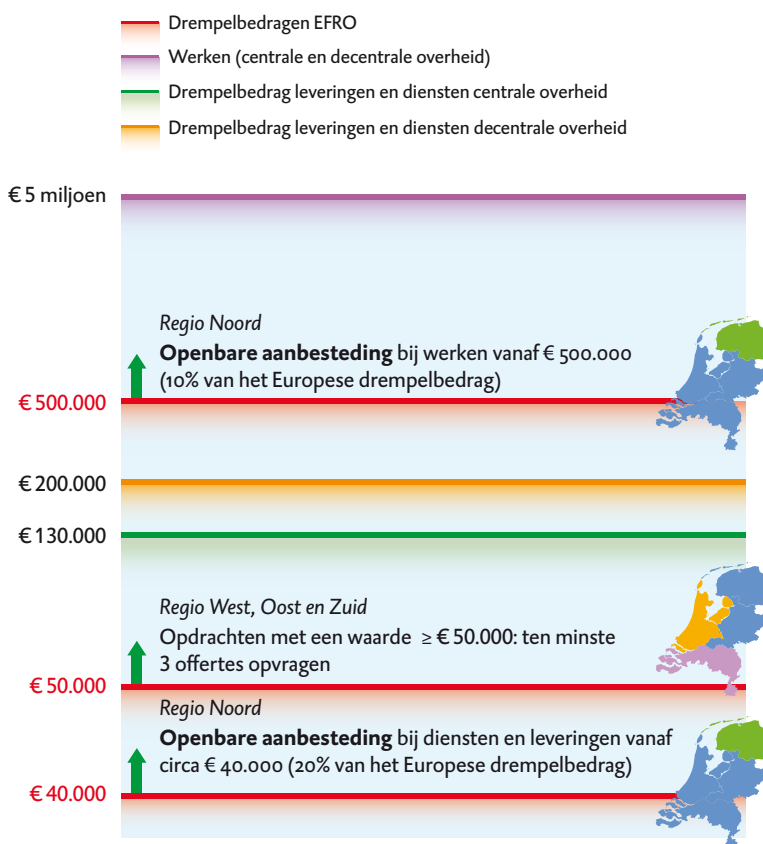 Drempelbedragen EFRO
Werken (centrale en decentrale overheid)
Drempelbedrag leveringen en diensten centrale overheid
Drempelbedrag leveringen en diensten decentrale overheid
€ 5 miljoen
Regio Noord
Openbare aanbesteding bij werken vanaf € 500.000
(10% van het Europese drempelbedrag)
€ 500.000
€ 200.000
€ 130.000
Regio West, Oost en Zuid
Opdrachten met een waarde ≥ € 50.000: ten minste
3 offertes opvragen
€ 50.000
Regio Noord
Openbare aanbesteding bij diensten en leveringen vanaf
circa € 40.000 (20% van het Europese drempelbedrag)
€ 40.000